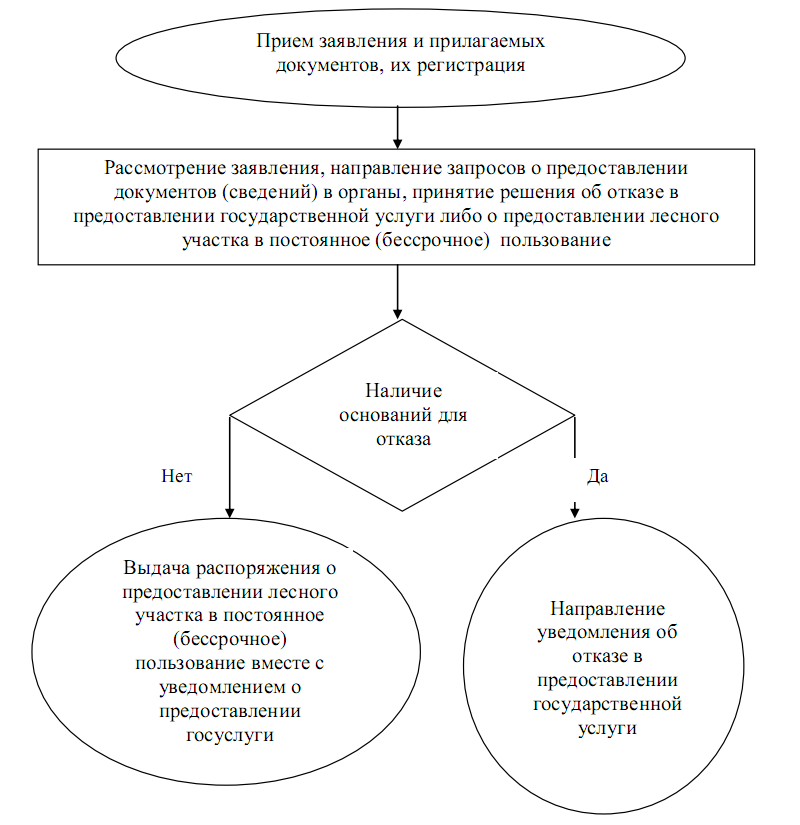 Прием заявления и прилагаемых
документов, их регистрация
Рассмотрение заявления, направление запросов о предоставлении
документов (сведений) в органы, принятие решения об отказе в
предоставлении государственной услуги либо о предоставлении лесного
участка в постоянное (бессрочное) пользование
Наличие
оснований для
отказа
Нет
Да
Выдача распоряжения о
предоставлении лесного
участка в постоянное
(бессрочное)
пользование вместе с
уведомлением о
предоставлении
госуслуги
Направление
уведомления об
отказе в
предоставлении
государственной
услуги